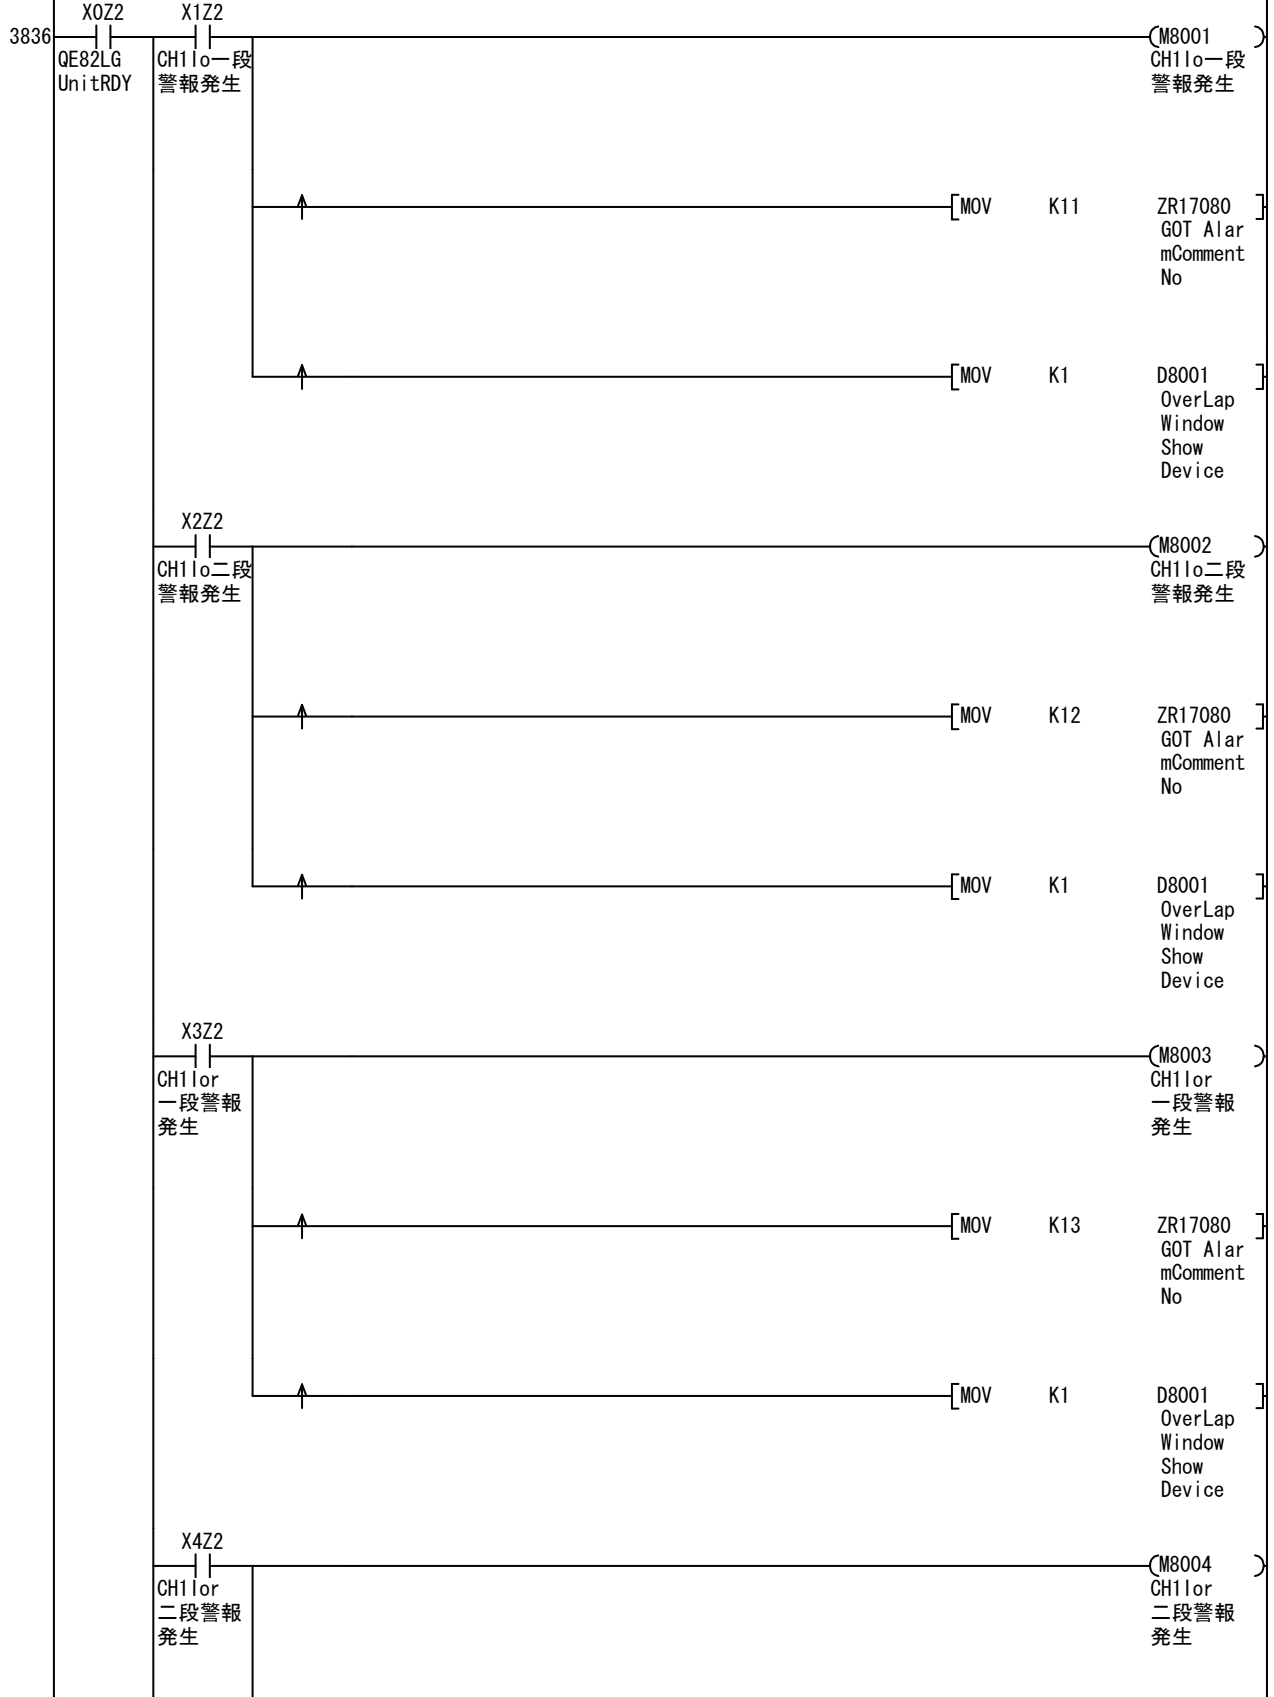 X0Z2 X1Z2
3836 M8001
QE82LG CH1Io一段 CH1Io一段
UnitRDY 警報発生 警報発生
MOV K11 ZR17080
GOT Alar
mComment
No
MOV K1 D8001
OverLap
Window
Show
Device
X2Z2
M8002
CH1Io二段 CH1Io二段
警報発生 警報発生
MOV K12 ZR17080
GOT Alar
mComment
No
MOV K1 D8001
OverLap
Window
Show
Device
X3Z2
M8003
CH1Ior CH1Ior
一段警報 一段警報
発生 発生
MOV K13 ZR17080
GOT Alar
mComment
No
MOV K1 D8001
OverLap
Window
Show
Device
X4Z2
M8004
CH1Ior CH1Ior
二段警報 二段警報
発生 発生